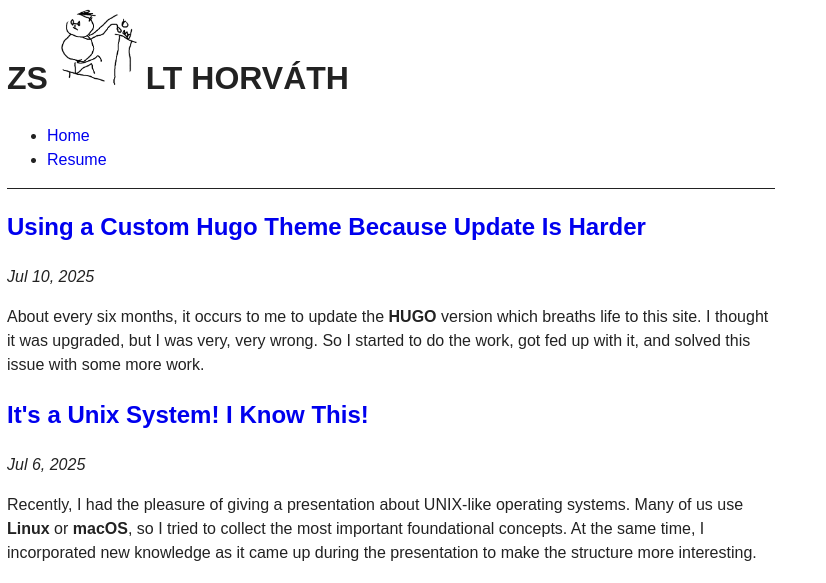 ZS LT HORVÁTH
Home
Resume
Using a Custom Hugo Theme Because Update Is Harder
Jul 10, 2025
About every six months, it occurs to me to update the HUGO version which breaths life to this site. I thought
it was upgraded, but I was very, very wrong. So I started to do the work, got fed up with it, and solved this
issue with some more work.
It's a Unix System! I Know This!
Jul 6, 2025
Recently, I had the pleasure of giving a presentation about UNIX-like operating systems. Many of us use
Linux or macOS, so I tried to collect the most important foundational concepts. At the same time, I
incorporated new knowledge as it came up during the presentation to make the structure more interesting.